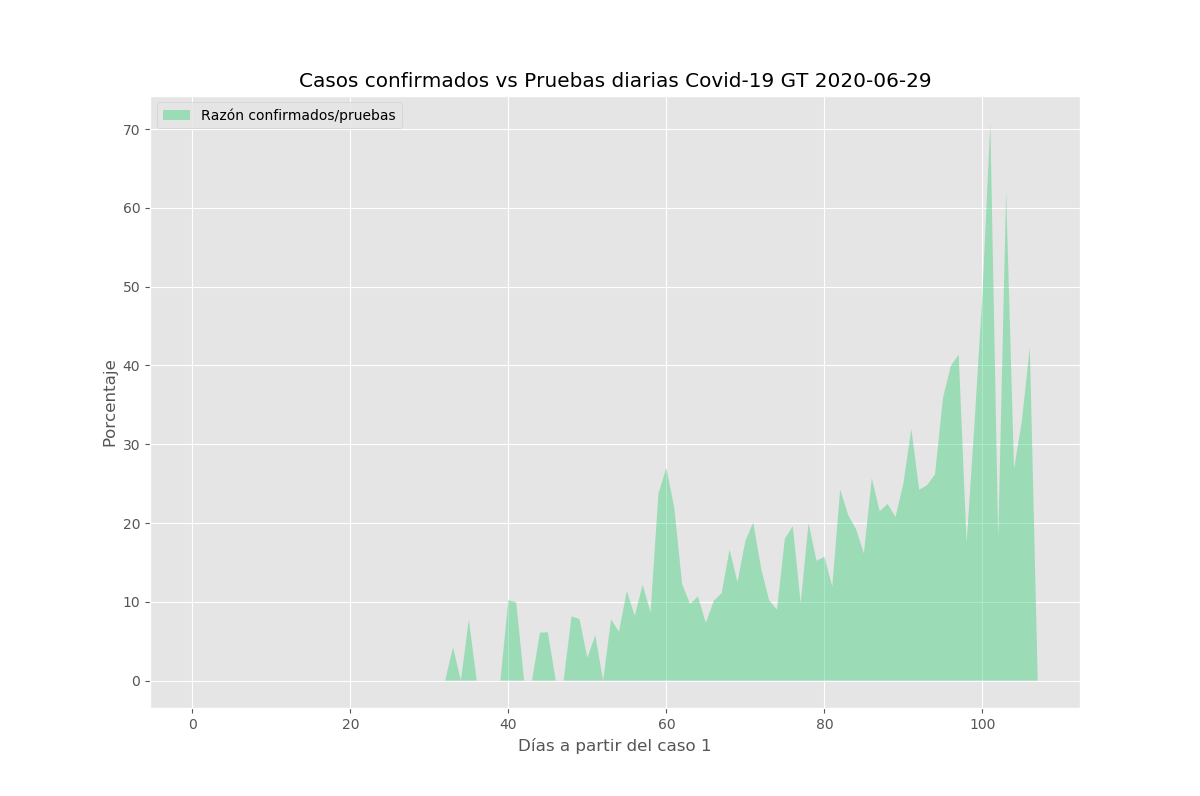 Casos confirmados vs Pruebas diarias Covid-19 GT 2020-06-29
Razón confirmados/pruebas
70
60
50
40
30
20
10
0
Porcentaje
0 20 40 60 80 100
Días a partir del caso 1